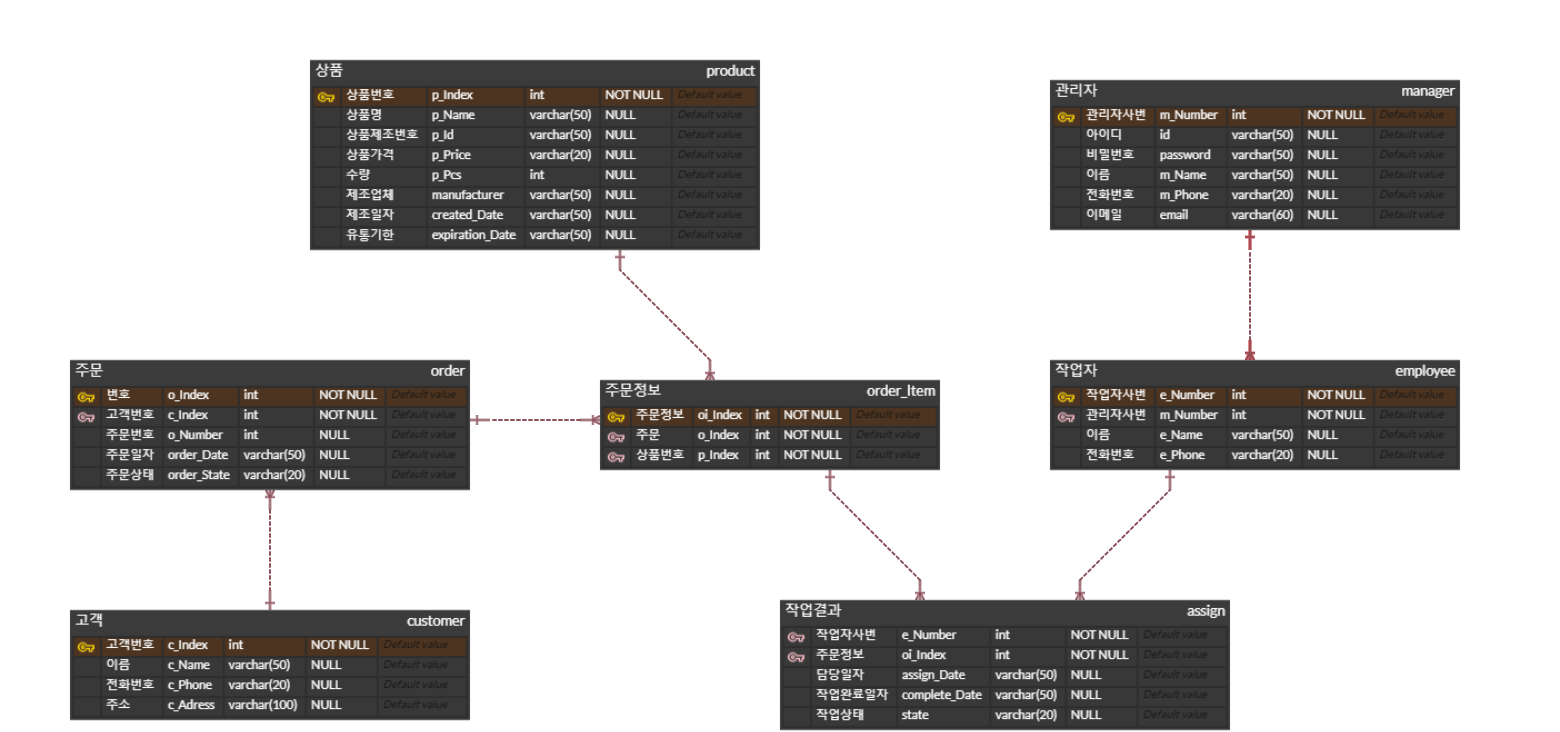 상품 product
상품번호 p_Index int NOT NULL Default value
상품명 p_Name varchar(50) NULL Default value
상품제조번호 p_Id varchar(50) NULL Default value
상품가격 p_Price varchar(20) NULL Default value
수량 p_Pcs int NULL Default value
제조업체 manufacturer varchar(50) NULL Default value
제조일자 created_Date varchar(50) NULL Default value
유통기한 expiration_Date varchar(50) NULL Default value
관리자 manager
관리자사번 m_Number int NOT NULL Default value
아이디 id varchar(50) NULL Default value
비밀번호 password varchar(50) NULL Default value
이름 m_Name varchar(50) NULL Default value
전화번호 m_Phone varchar(20) NULL Default value
이메일 email varchar(60) NULL Default value
주문 order
번호 o_Index int NOT NULL Default value
고객번호 c_Index int NOT NULL Default value
주문번호 o_Number int NULL Default value
주문일자 order_Date varchar(50) NULL Default value
주문상태 order_State varchar(20) NULL Default value
주문정보 order_Item
주문정보 oi_Index int NOT NULL Default value
주문 o_Index int NOT NULL Default value
상품번호 p_Index int NOT NULL Default value
작업자 employee
작업자사번 e_Number int NOT NULL Default value
관리자사번 m_Number int NOT NULL Default value
이름 e_Name varchar(50) NULL Default value
전화번호 e_Phone varchar(20) NULL Default value
고객 customer
고객번호 c_Index int NOT NULL Default value
이름 c_Name varchar(50) NULL Default value
전화번호 c_Phone varchar(20) NULL Default value
주소 c_Adress varchar(100) NULL Default value
작업결과 assign
작업자사번 e_Number int NOT NULL Default value
주문정보 oi_Index int NOT NULL Default value
담당일자 assign_Date varchar(50) NULL Default value
작업완료일자 complete_Date varchar(50) NULL Default value
작업상태 state varchar(20) NULL Default value